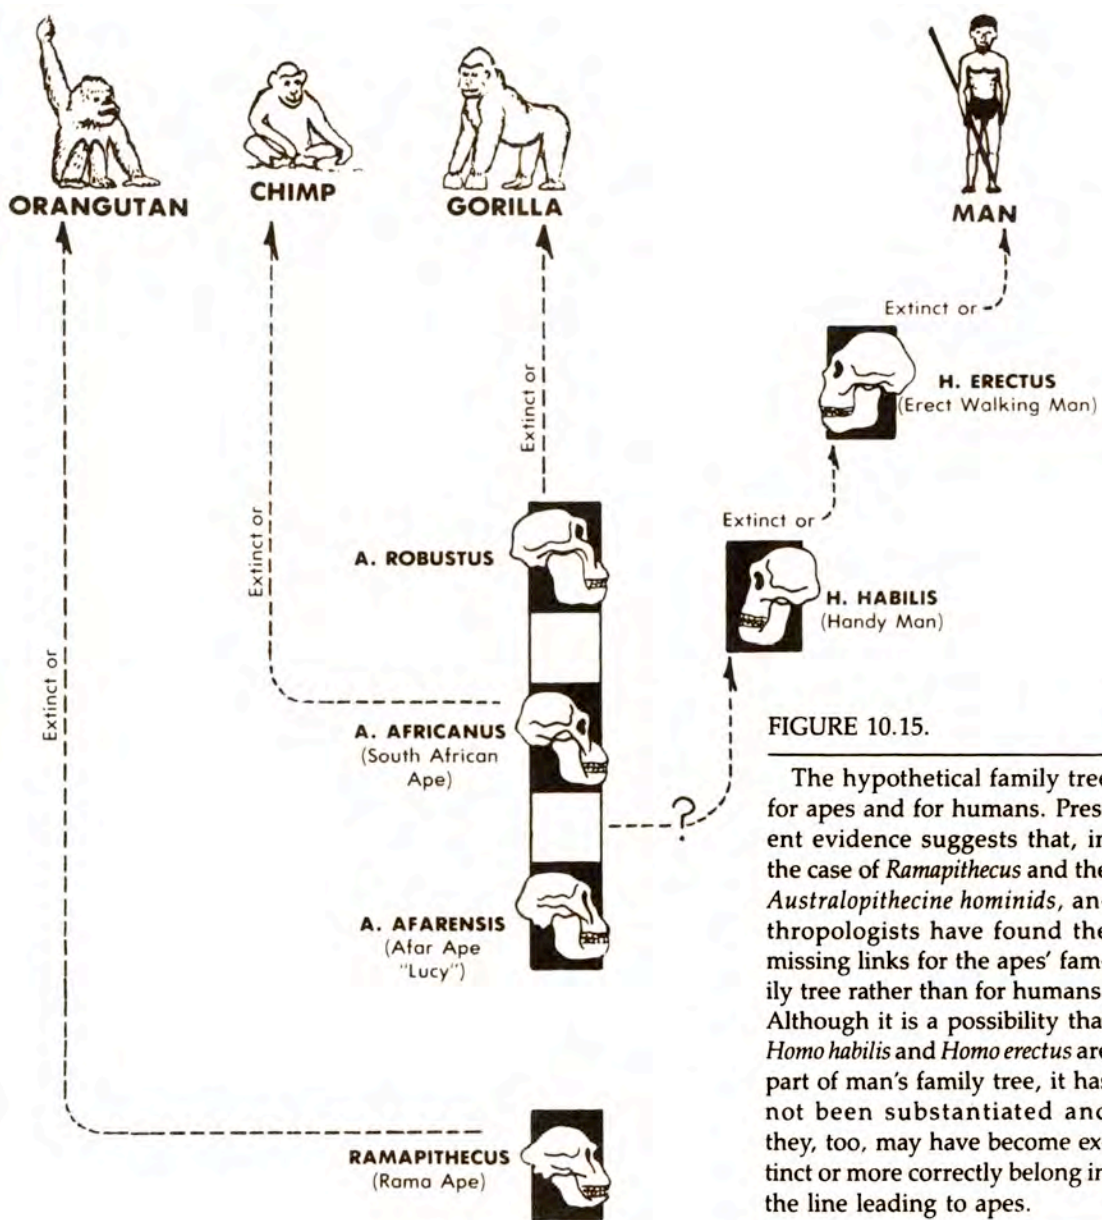 ORANGUTAN
CHIMP
GORILLA
MAN
Extinct or
H. ERECTUS
(Erect Walking Man)
Extinct or
Extinct or
A. ROBUSTUS
Extinct or
H. HABILIS
(Handy Man)
Extinct or
A. AFRICANUS
(South African
Ape)
?
A. AFARENSIS
(Afar Ape
"Lucy")
RAMAPITHECUS
(Rama Ape)
FIGURE 10.15.
The hypothetical family tree
for apes and for humans. Pres-
ent evidence suggests that, in
the case of Ramapithecus and the
Australopithecine hominids, an-
thropologists have found the
missing links for the apes' fam-
ily tree rather than for humans
Although it is a possibility tha
Homo habilis and Homo erectus are
part of man's family tree, it has
not been substantiated and
they, too, may have become ex-
tinct or more correctly belong in
the line leading to apes.